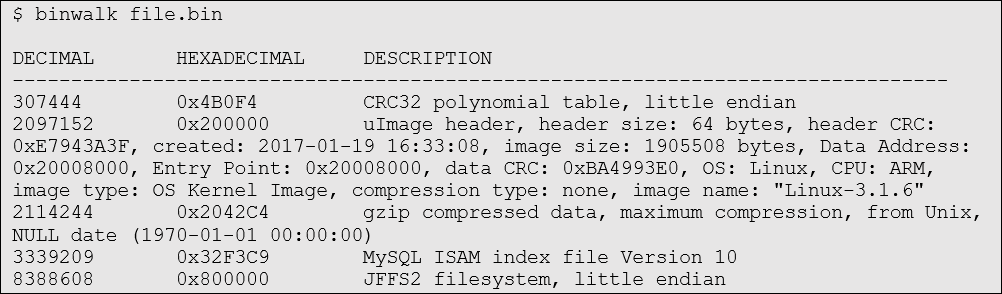 $ binwalk file.bin
DECIMAL HEXADECIMAL DESCRIPTION
--------------------------------------------------------------------------------
307444 0x4B0F4 CRC32 polynomial table, little endian
2097152 0x200000 uImage header, header size: 64 bytes, header CRC:
0xE7943A3F, created: 2017-01-19 16:33:08, image size: 1905508 bytes, Data Address:
0x20008000, Entry Point: 0x20008000, data CRC: 0xBA4993E0, OS: Linux, CPU: ARM,
image type: OS Kernel Image, compression type: none, image name: "Linux-3.1.6"
2114244 0x2042C4 gzip compressed data, maximum compression, from Unix,
NULL date (1970-01-01 00:00:00)
3339209 0x32F3C9 MySQL ISAM index file Version 10
8388608 0x800000 JFFS2 filesystem, little endian